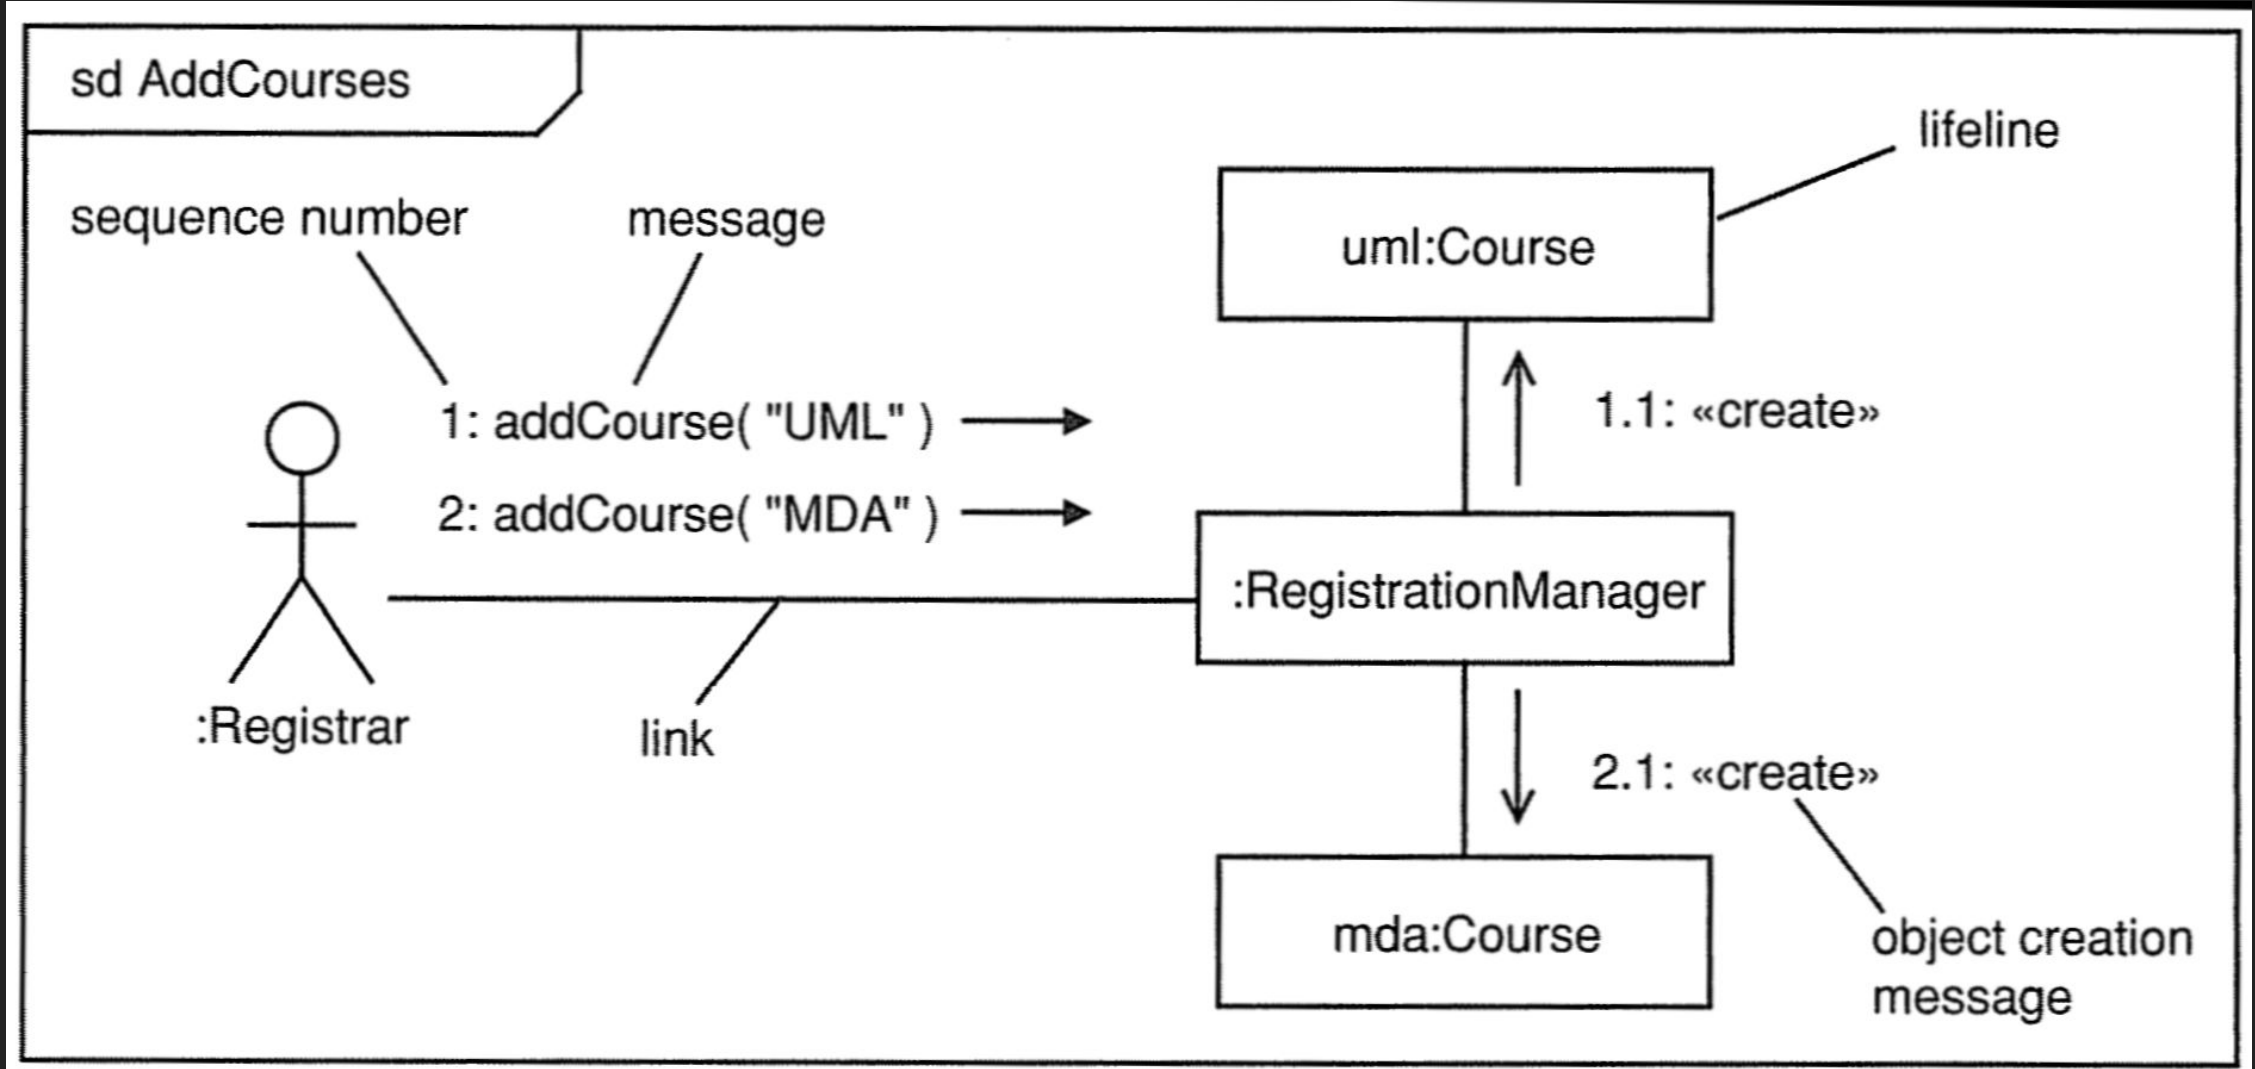 sd AddCourses
lifeline
sequence number
message
uml:Course
1: addCourse( "UML" )
1.1: «create»
2: addCourse( "MDA" )
:RegistrationManager
:Registrar
link
2.1: «create»
mda:Course
object creation
message